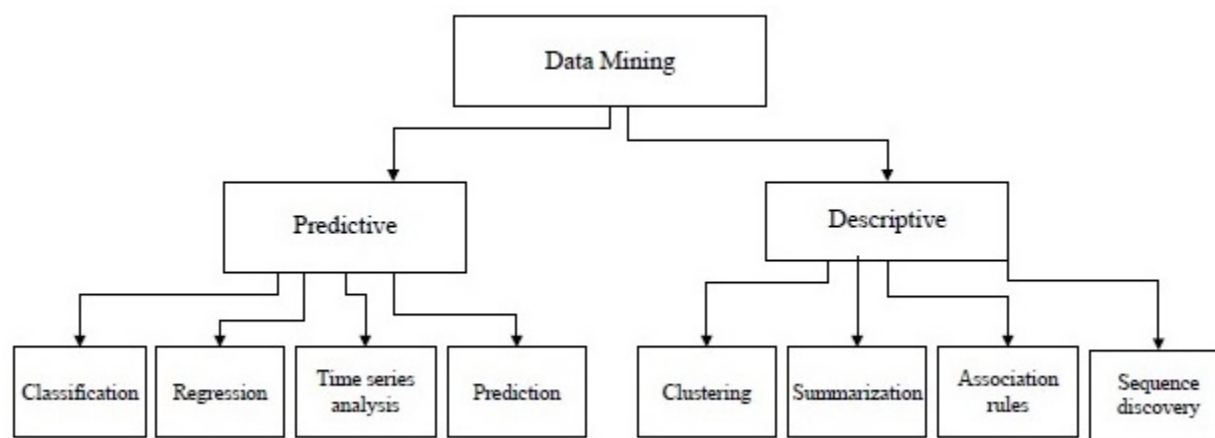 Data Mining
Predictive
Descriptive
Classification
Regression
Time series
analysis
Prediction
Clustering
Summarization
Association
rules
Sequence
discovery